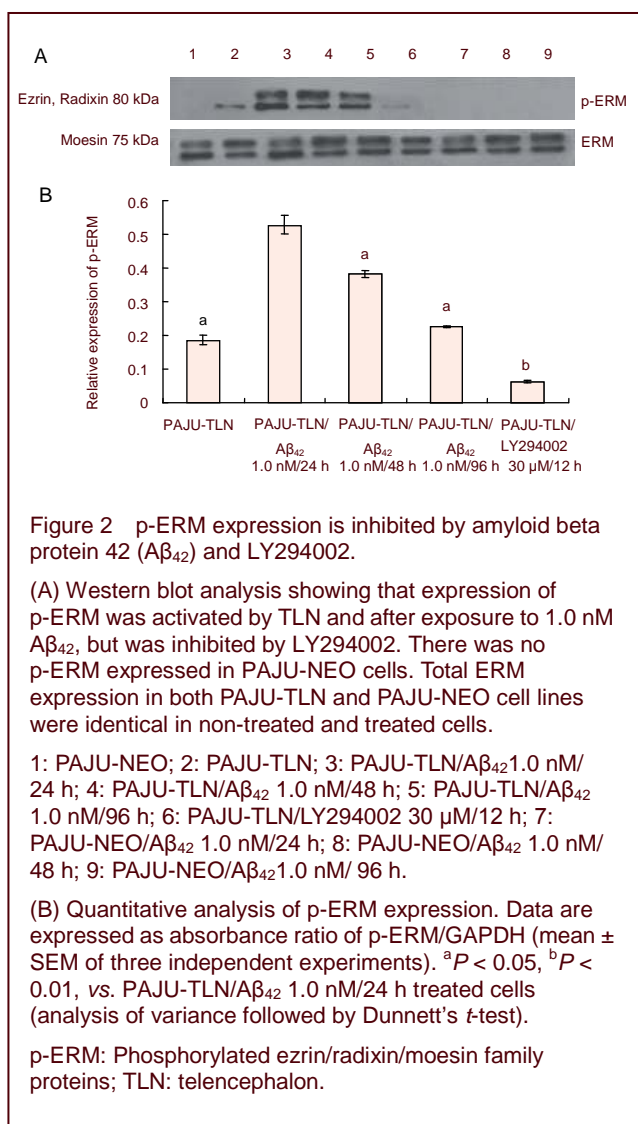 A
1 2 3 4 5 6 7 8 9
Ezrin, Radixin 80 kDa
p-ERM
Moesin 75 kDa
ERM
B
Relative expression of p-ERM
0.6
0.5
0.4
0.3
0.2
0.1
0
a
a
a
b
PAJU-TLN
PAJU-TLN/
Aβ₄₂
1.0 nM/24 h
PAJU-TLN/
Aβ₄₂
1.0 nM/48 h
PAJU-TLN/
Aβ₄₂
1.0 nM/96 h
PAJU-TLN/
LY294002
30 µM/12 h
Figure 2 p-ERM expression is inhibited by amyloid beta
protein 42 (Aβ₄₂) and LY294002.
(A) Western blot analysis showing that expression of
p-ERM was activated by TLN and after exposure to 1.0 nM
Aβ₄₂, but was inhibited by LY294002. There was no
p-ERM expressed in PAJU-NEO cells. Total ERM
expression in both PAJU-TLN and PAJU-NEO cell lines
were identical in non-treated and treated cells.
1: PAJU-NEO; 2: PAJU-TLN; 3: PAJU-TLN/Aβ₄₂1.0 nM/
24 h; 4: PAJU-TLN/Aβ₄₂ 1.0 nM/48 h; 5: PAJU-TLN/Aβ₄₂
1.0 nM/96 h; 6: PAJU-TLN/LY294002 30 µM/12 h; 7:
PAJU-NEO/Aβ₄₂ 1.0 nM/24 h; 8: PAJU-NEO/Aβ₄₂ 1.0 nM/
48 h; 9: PAJU-NEO/Aβ₄₂1.0 nM/ 96 h.
(B) Quantitative analysis of p-ERM expression. Data are
expressed as absorbance ratio of p-ERM/GAPDH (mean ±
SEM of three independent experiments). ᵃP < 0.05, ᵇP <
0.01, vs. PAJU-TLN/Aβ₄₂ 1.0 nM/24 h treated cells
(analysis of variance followed by Dunnett's t-test).
p-ERM: Phosphorylated ezrin/radixin/moesin family
proteins; TLN: telencephalon.